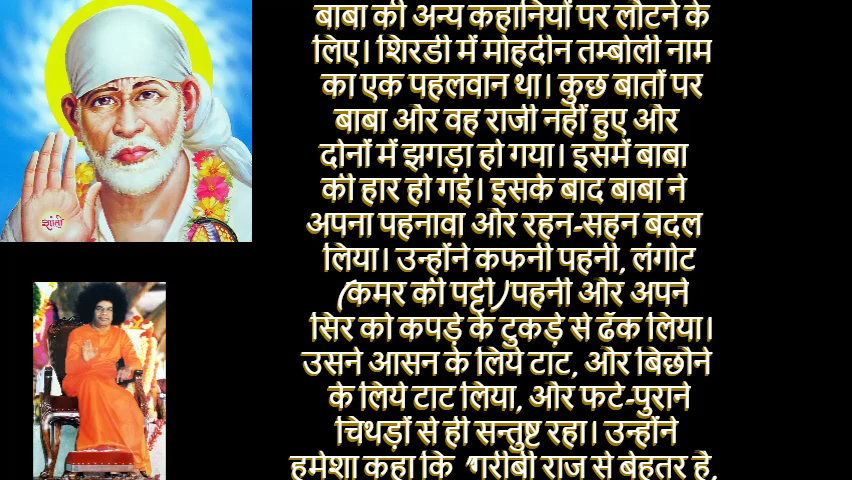 बाबा की अन्य कहानियों पर लौटने के
लिए। शिरडी में मोहदीन तम्बोली नाम
का एक पहलवान था। कुछ बातों पर
बाबा और वह राजी नहीं हुए और
दोनों में झगड़ा हो गया। इसमें बाबा
की हार हो गई। इसके बाद बाबा ने
अपना पहनावा और रहन-सहन बदल
लिया। उन्होंने कफनी पहनी, लंगोट
(कमर की पट्टी) पहनी और अपने
सिर को कपड़े के टुकड़े से ढँक लिया।
उसने आसन के लिये टाट, और बिछौने
के लिये टाट लिया, और फटे-पुराने
चिथड़ों से ही सन्तुष्ट रहा। उन्होंने
हमेशा कहा कि "गरीबी राज से बेहतर है,
शांती